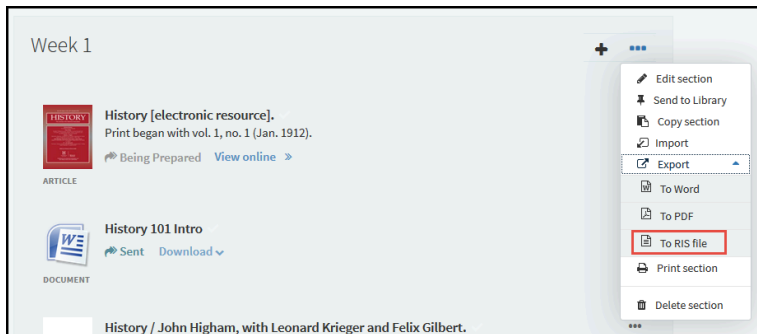 Week 1
Edit section
Send to Library
Copy section
Import
Export
To Word
To PDF
To RIS file
Print section
Delete section
HISTORY
History [electronic resource].
Print began with vol. 1, no. 1 (Jan. 1912).
Being Prepared View online »
ARTICLE
W
History 101 Intro
Sent Download
DOCUMENT
History / John Higham, with Leonard Krieger and Felix Gilbert.